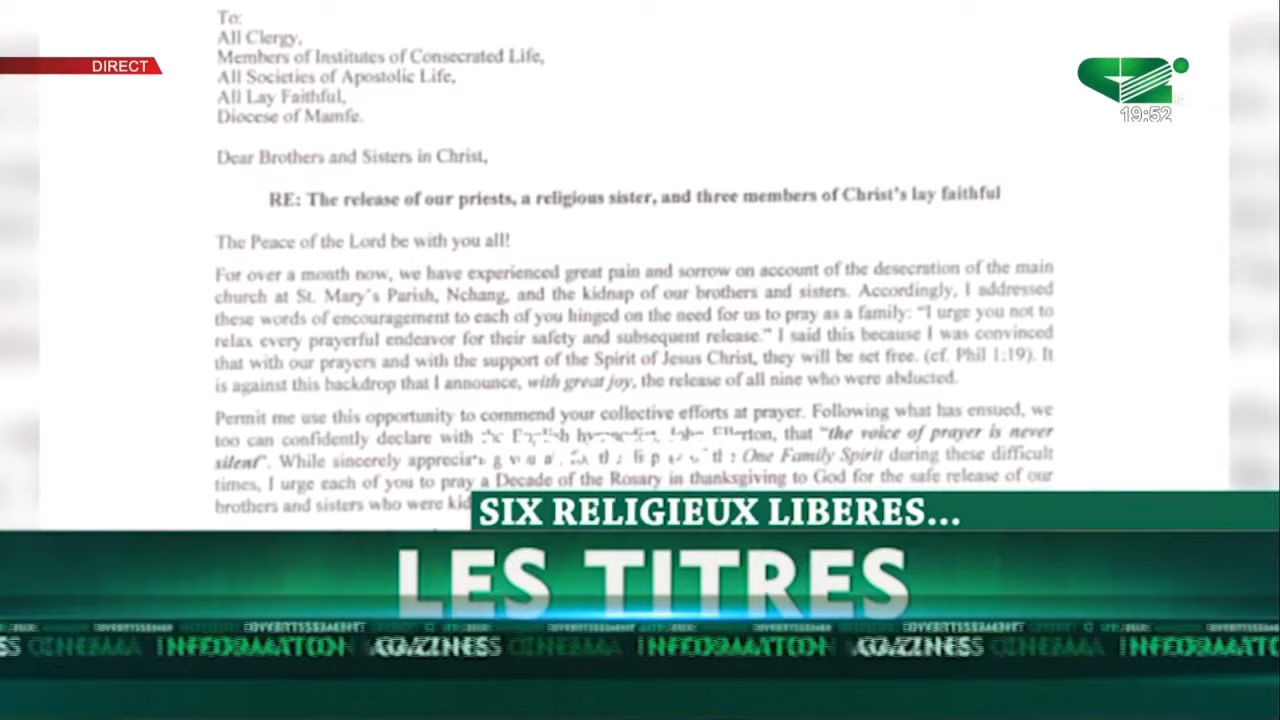 To:
All Clergy,
Members of Institutes of Consecrated Life,
All Societies of Apostolic Life,
All Lay Faithful,
Diocese of Mamfe.
DIRECT
19:52
Dear Brothers and Sisters in Christ,
RE: The release of our priests, a religious sister, and three members of Christ's lay faithful
The Peace of the Lord be with you all!
For over a month now, we have experienced great pain and sorrow on account of the desecration of the main
church at St. Mary's Parish, Nchang, and the kidnap of our brothers and sisters. Accordingly, I addressed
these words of encouragement to each of you hinged on the need for us to pray as a family: "I urge you not to
relax every prayerful endeavor for their safety and subsequent release." I said this because I was convinced
that with our prayers and with the support of the Spirit of Jesus Christ, they will be set free. (cf. Phil 1:19). It
is against this backdrop that I announce, with great joy, the release of all nine who were abducted.
Permit me use this opportunity to commend your collective efforts at prayer. Following what has ensued, we
too can confidently declare with the English John Ellerton, that "the voice of prayer is never
silent". While sincerely One Family Spirit during these difficult
times, I urge each of you to pray a Decade of the Rosary in thanksgiving to God for the safe release of our
brothers and sisters who were
SIX RELIGIEUX LIBERES...
LES TITRES
DIVERTISSEMENT
CINEMA INFORMATION INFORMATION CINEMA